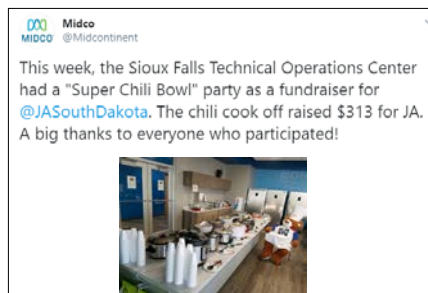 Midco
MIDCO @Midcontinent
This week, the Sioux Falls Technical Operations Center
had a "Super Chili Bowl" party as a fundraiser for
@JASouthDakota. The chili cook off raised $313 for JA.
A big thanks to everyone who participated!